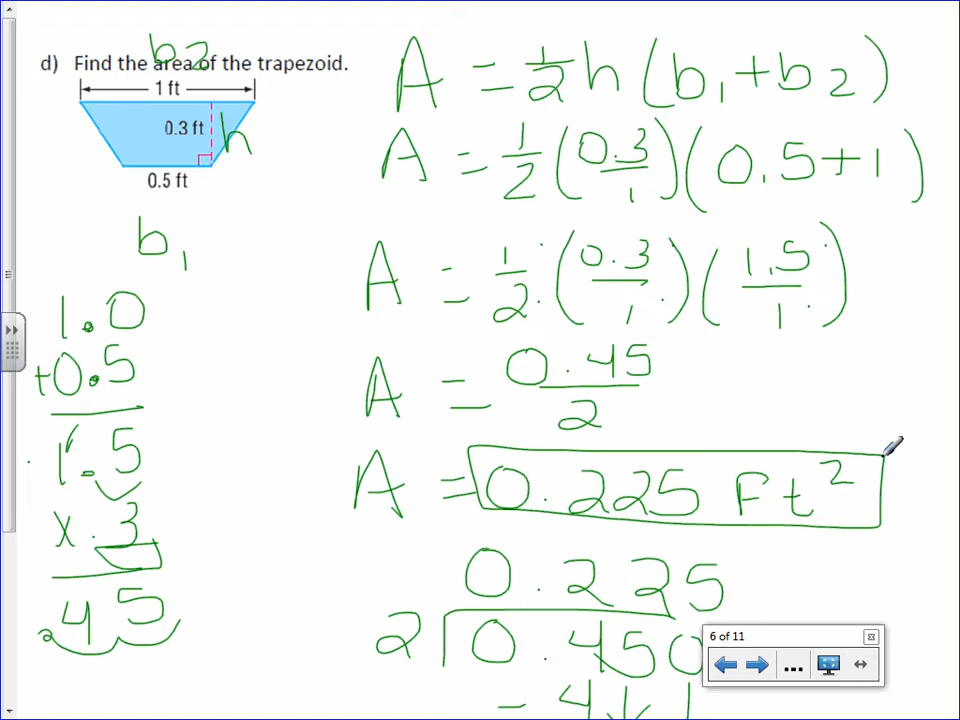 b2
d) Find the area of the trapezoid.
1 ft
0.3 ft h
0.5 ft
b1
A = 1/2 h (b1 + b2)
A = 1/2 (0.3/1) (0.5 + 1)
A = 1/2 · (0.3/1) (1.5/1)
A = 0.45/2
A = 0.225 Ft²
1.0
+0.5
1.5
x .3
45
0.225
2 0.450
- 4
6 of 11
...